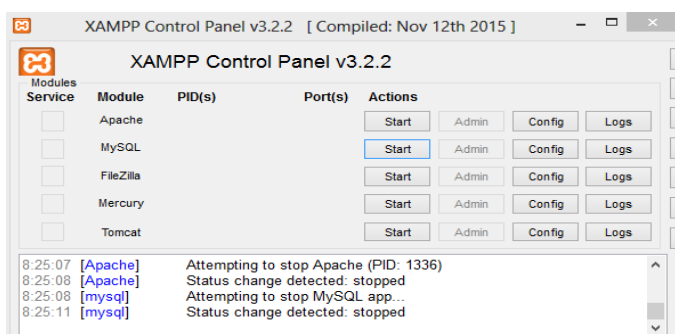 XAMPP Control Panel v3.2.2 [ Compiled: Nov 12th 2015 ]
XAMPP Control Panel v3.2.2
Modules
Service Module PID(s) Port(s) Actions
Apache Start Admin Config Logs
MySQL Start Admin Config Logs
FileZilla Start Admin Config Logs
Mercury Start Admin Config Logs
Tomcat Start Admin Config Logs
8:25:07 [Apache] Attempting to stop Apache (PID: 1336)
8:25:08 [Apache] Status change detected: stopped
8:25:08 [mysql] Attempting to stop MySQL app...
8:25:11 [mysql] Status change detected: stopped